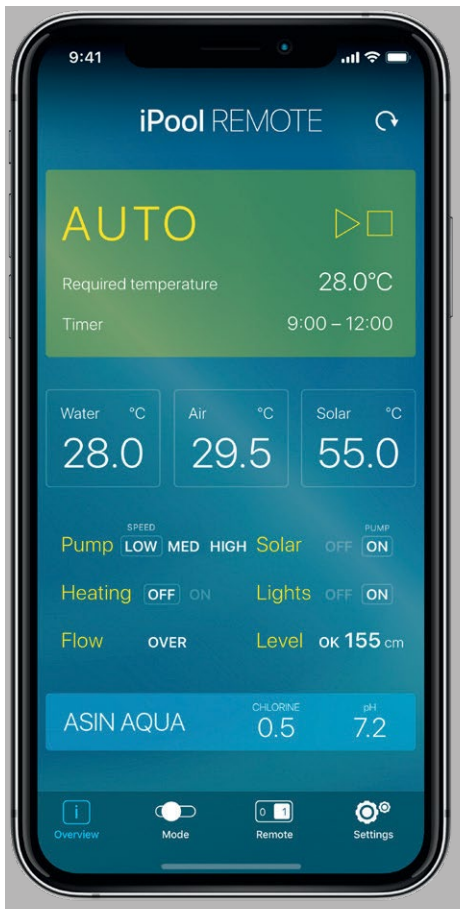 9:41
iPool REMOTE
AUTO
Required temperature 28.0°C
Timer 9:00 – 12:00
Water °C Air °C Solar °C
28.0 29.5 55.0
SPEED PUMP
Pump LOW MED HIGH Solar OFF ON
Heating OFF ON Lights OFF ON
Flow OVER Level OK 155 cm
CHLORINE pH
ASIN AQUA 0.5 7.2
i 0 1
Overview Mode Remote Settings